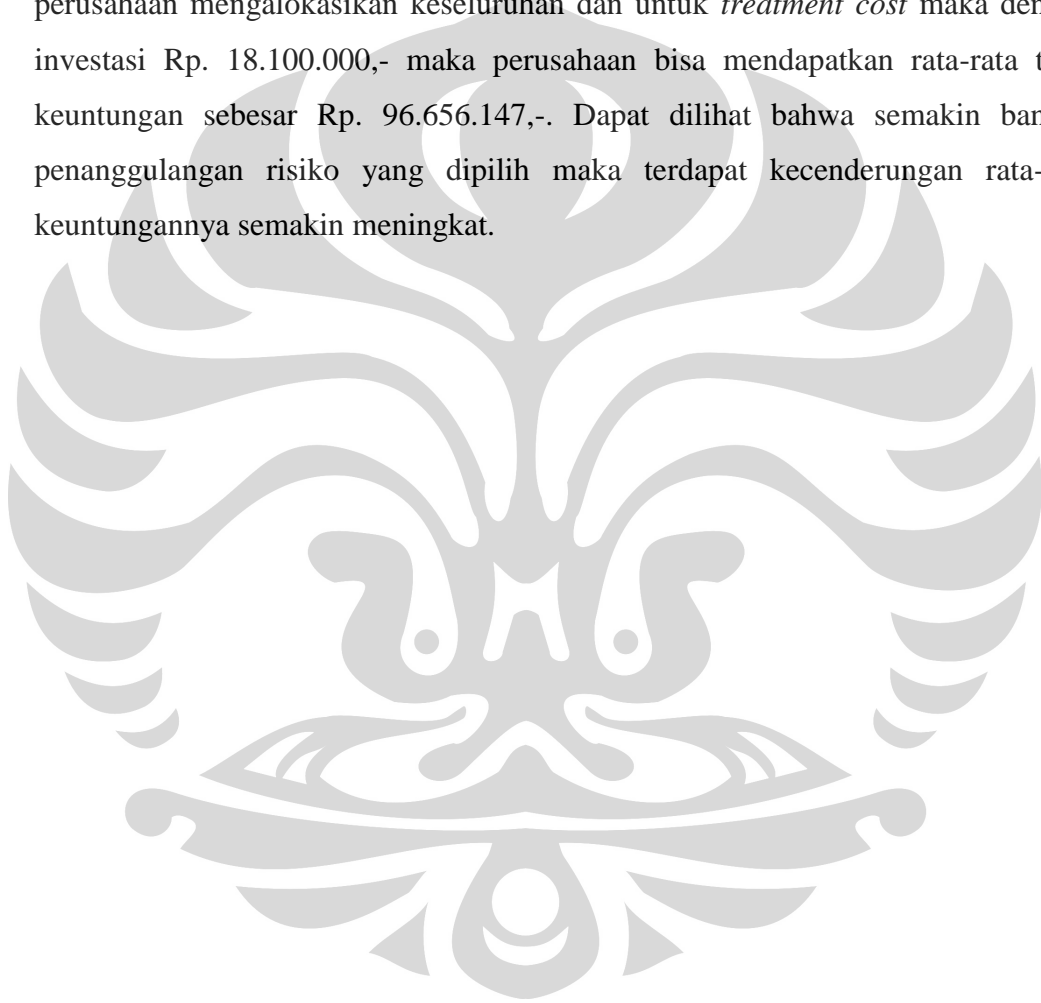 perusahaan mengalokasikan keseluruhan dan untuk treatment cost maka den
investasi Rp. 18.100.000,- maka perusahaan bisa mendapatkan rata-rata t
keuntungan sebesar Rp. 96.656.147,-. Dapat dilihat bahwa semakin ban
penanggulangan risiko yang dipilih maka terdapat kecenderungan rata-
keuntungannya semakin meningkat.